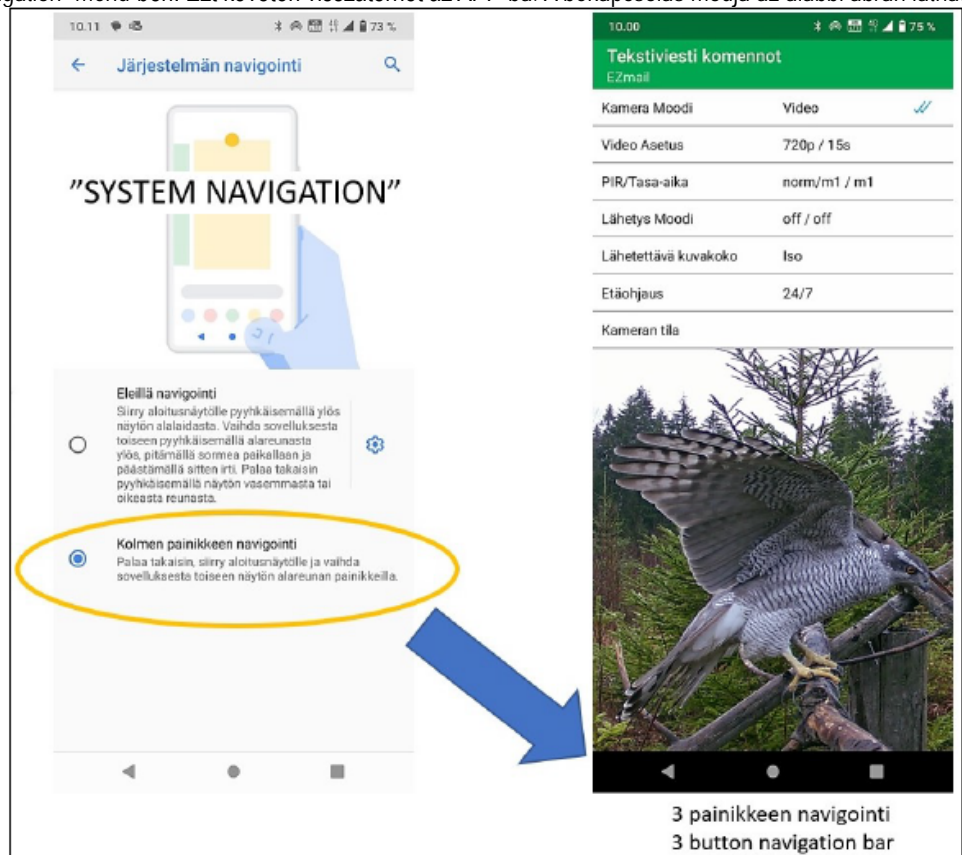 10.11 73 %
Järjestelmän navigointi
"SYSTEM NAVIGATION"
Eleillä navigointi
Siirry aloitusnäytölle pyyhkäisemällä ylös
näytön alalaidasta. Vaihda sovelluksesta
toiseen pyyhkäisemällä alareunasta
ylös, pitämällä sormea paikallaan ja
päästämällä sitten irti. Palaa takaisin
pyyhkäisemällä näytön vasemmasta tai
oikeasta reunasta.
Kolmen painikkeen navigointi
Palaa takaisin, siirry aloitusnäytölle ja vaihda
sovelluksesta toiseen näytön alareunan painikkeilla.
10.00 75 %
Tekstiviesti komennot
EZmail
Kamera Moodi Video
Video Asetus 720p / 15s
PIR/Tasa-aika norm/m1 / m1
Lähetys Moodi off / off
Lähetettävä kuvakoko Iso
Etäohjaus 24/7
Kameran tila
3 painikkeen navigointi
3 button navigation bar